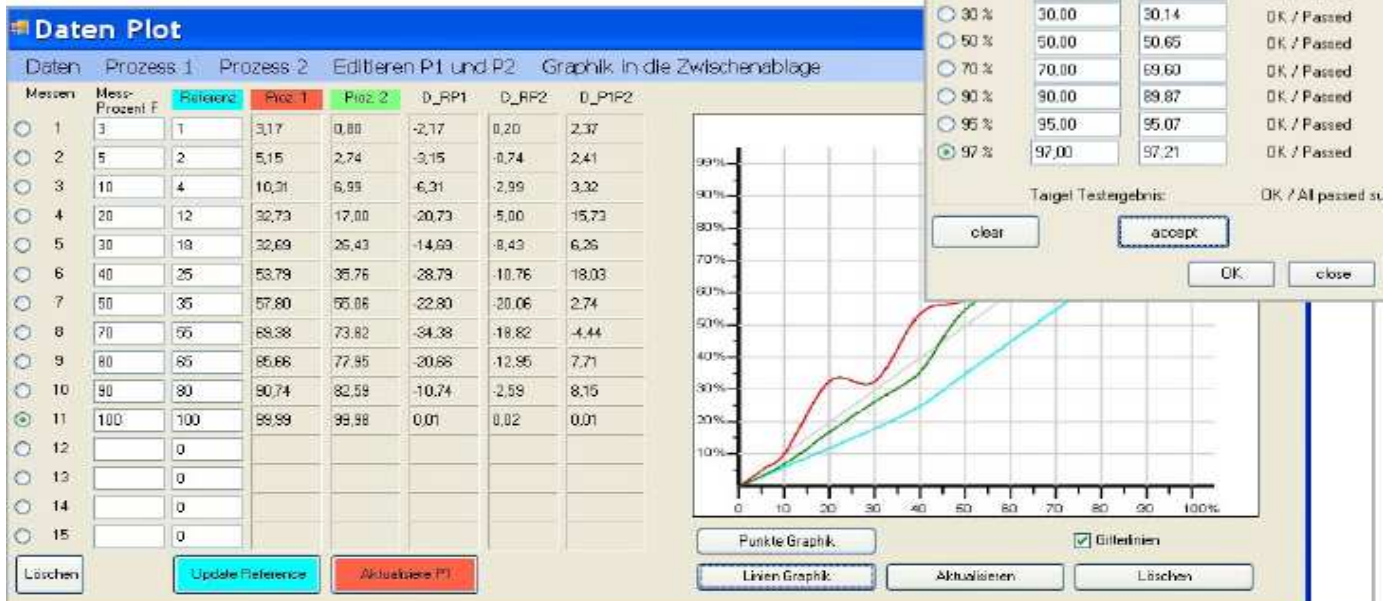 Daten Plot
Daten Prozess 1 Prozess 2 Editieren P1 und P2 Graphik in die Zwischenablage
Messen Mess-Prozent F Referenz Proz. 1 Proz. 2 D_RP1 D_RP2 D_P1P2
1 3 1 3,17 0,80 -2,17 0,20 2,37
2 5 2 5,15 2,74 -3,15 -0,74 2,41
3 10 4 10,31 6,99 -6,31 -2,99 3,32
4 20 12 32,73 17,00 -20,73 -5,00 15,73
5 30 18 32,69 26,43 -14,69 -8,43 6,26
6 40 25 53,79 35,76 -28,79 -10,76 18,03
7 50 35 57,80 55,06 -22,80 -20,06 2,74
8 70 55 69,38 73,82 -34,38 -18,82 -4,44
9 80 65 85,66 77,95 -20,66 -12,95 7,71
10 90 80 90,74 82,59 -10,74 -2,59 8,15
11 100 100 99,99 99,98 0,01 0,02 0,01
12 0
13 0
14 0
15 0
Löschen Update Reference Aktualisiere P1
99%
90%
80%
70%
60%
50%
40%
30%
20%
10%
0 10 20 30 40 50 60 70 80 90 100%
Punkte Graphik Gitterlinien
Linien Graphik Aktualisieren Löschen
30 % 30,00 30,14 OK / Passed
50 % 50,00 50,65 OK / Passed
70 % 70,00 69,60 OK / Passed
90 % 90,00 89,87 OK / Passed
95 % 95,00 95,07 OK / Passed
97 % 97,00 97,21 OK / Passed
Target Testergebnis: OK / All passed su
clear accept
OK close